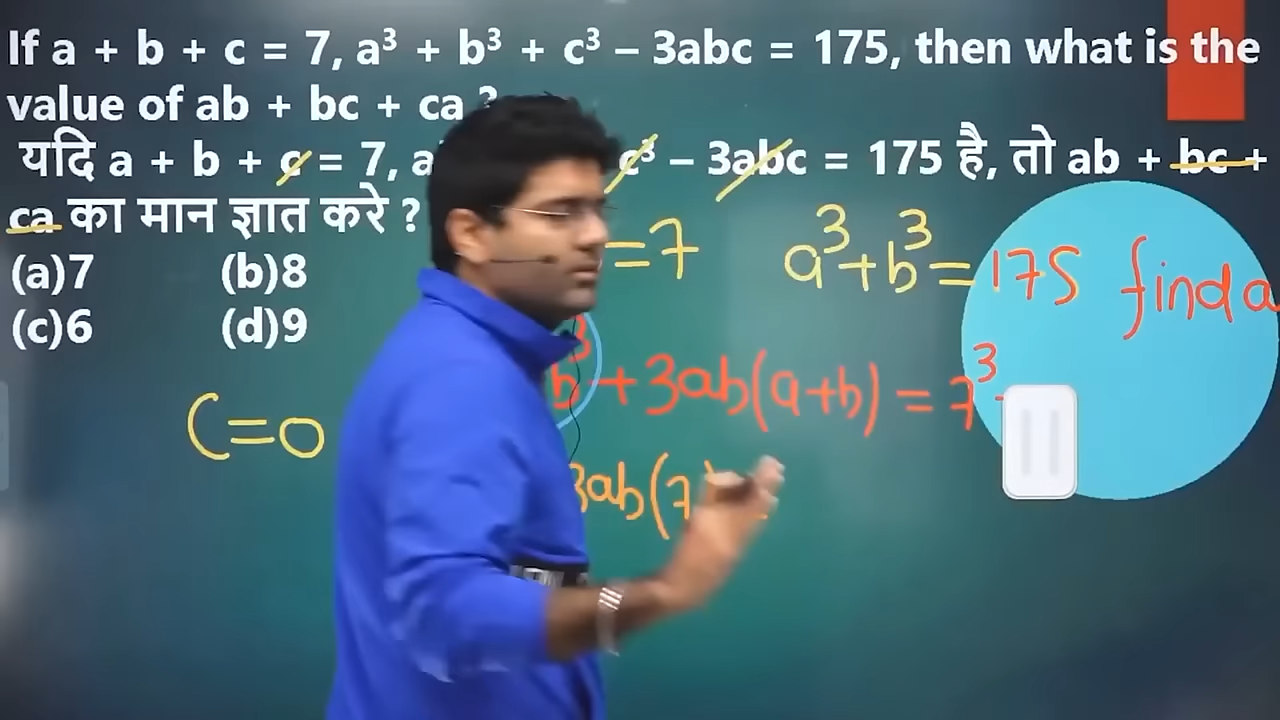 If a + b + c = 7, a³ + b³ + c³ – 3abc = 175, then what is the
value of ab + bc + ca ?
यदि a + b + c = 7, a c³ – 3abc = 175 है, तो ab + bc +
ca का मान ज्ञात करे ?
(a)7 (b)8
(c)6 (d)9
=7 a³+b³=175 find a
b³+3ab(a+b)=7³
C=0
3ab(7)